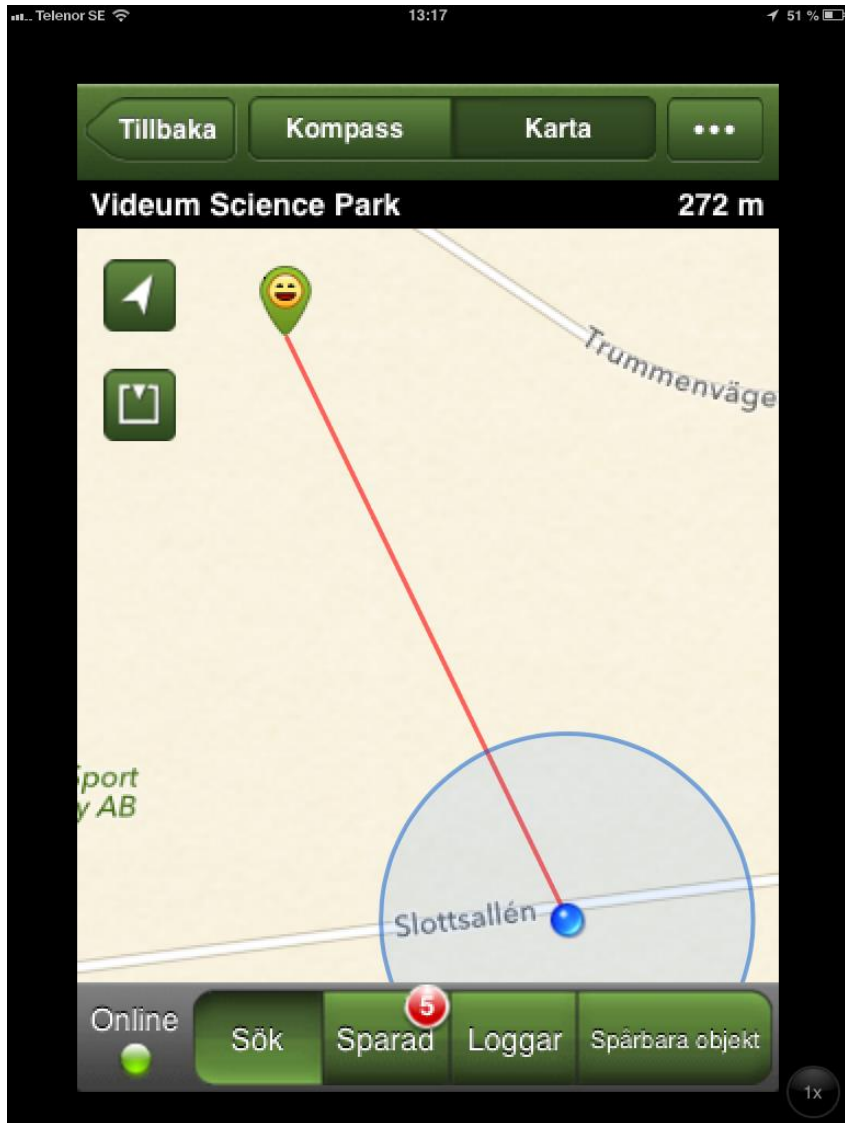 Telenor SE 13:17 51 %
Tillbaka Kompass Karta •••
Videum Science Park 272 m
Trummenväge
Sport
y AB
Slottsallén
5
Online Sök Sparad Loggar Spårbara objekt
1x